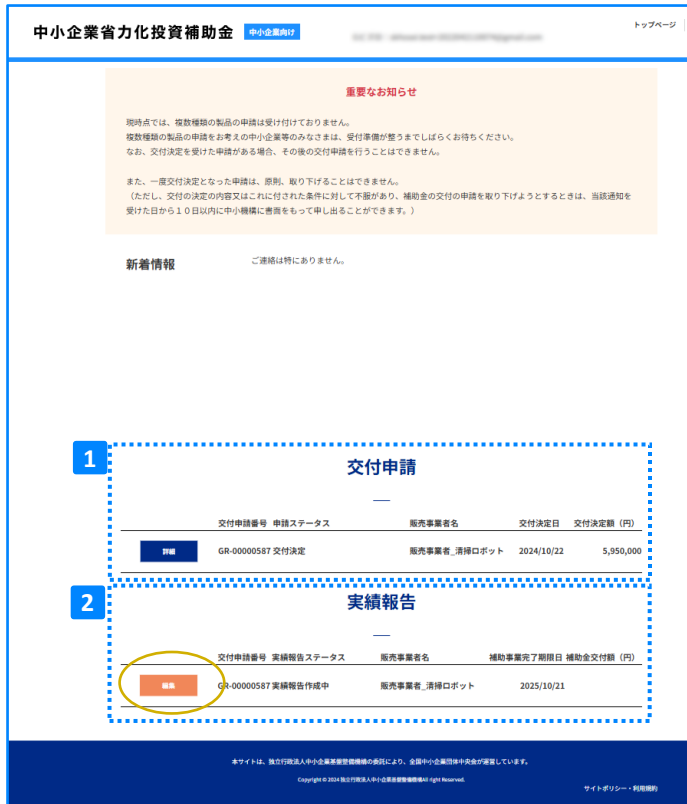 中小企業省力化投資補助金
中小企業向け
トップページ
重要なお知らせ
現時点では、複数種類の製品の申請は受け付けておりません。
複数種類の製品の申請をお考えの中小企業等のみなさまは、受付準備が整うまでしばらくお待ちください。
なお、交付決定を受けた申請がある場合、その後の交付申請を行うことはできません。
また、一度交付決定となった申請は、原則、取り下げることはできません。
（ただし、交付の決定の内容又はこれに付された条件に対して不服があり、補助金の交付の申請を取り下げようとするときは、当該通知を
受けた日から１０日以内に中小機構に書面をもって申し出ることができます。）
新着情報
ご連絡は特にありません。
1
交付申請
交付申請番号 申請ステータス 販売事業者名 交付決定日 交付決定額（円）
詳細 GR-00000587 交付決定 販売事業者_清掃ロボット 2024/10/22 5,950,000
2
実績報告
交付申請番号 実績報告ステータス 販売事業者名 補助事業完了期限日 補助金交付額（円）
編集 GR-00000587 実績報告作成中 販売事業者_清掃ロボット 2025/10/21
本サイトは、独立行政法人中小企業基盤整備機構の委託により、全国中小企業団体中央会が運営しています。
Copyright © 2024 独立行政法人中小企業基盤整備機構All right Reserved.
サイトポリシー・利用規約